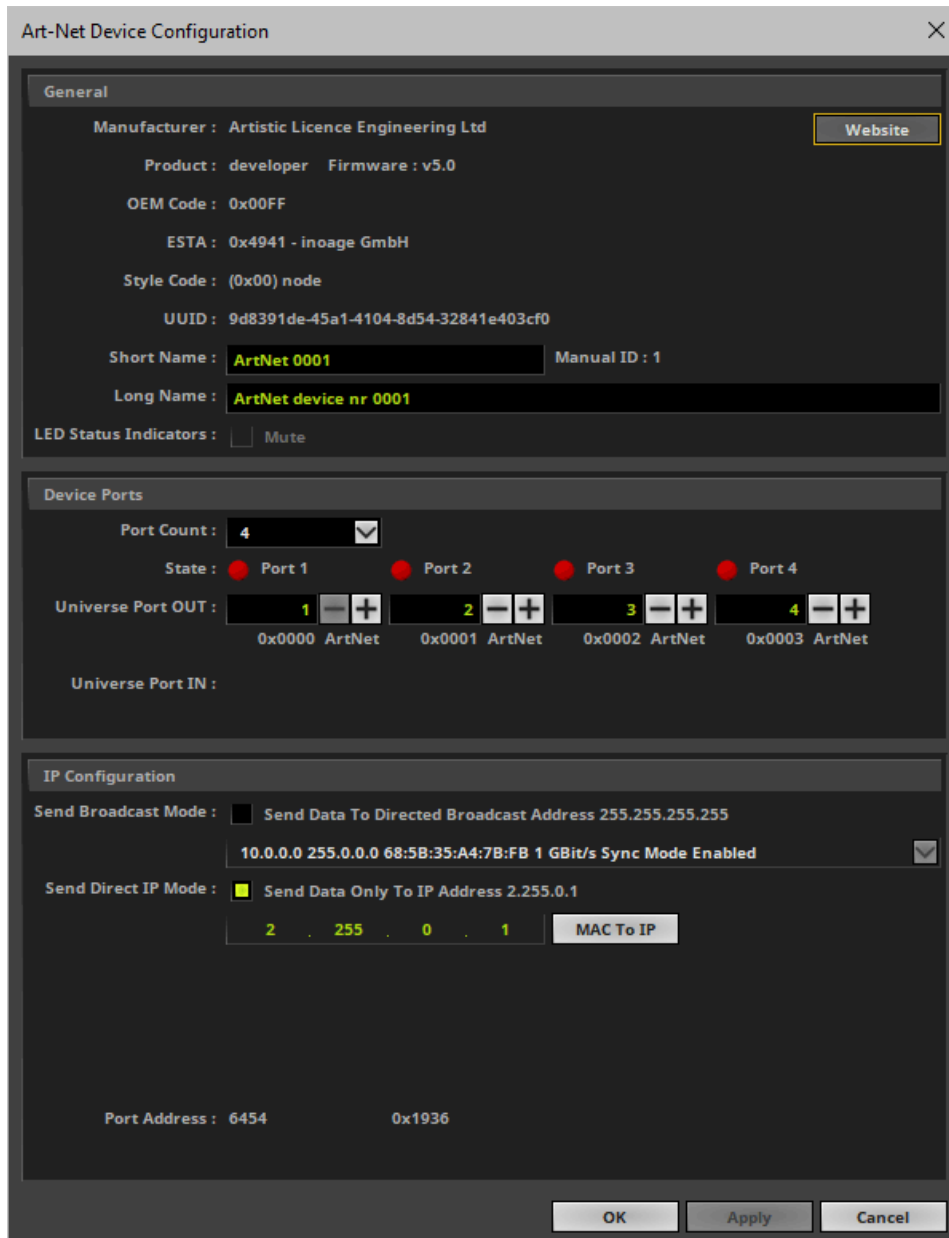 Art-Net Device Configuration
General
Manufacturer : Artistic Licence Engineering Ltd Website
Product : developer Firmware : v5.0
OEM Code : 0x00FF
ESTA : 0x4941 - inoage GmbH
Style Code : (0x00) node
UUID : 9d8391de-45a1-4104-8d54-32841e403cf0
Short Name : ArtNet 0001 Manual ID : 1
Long Name : ArtNet device nr 0001
LED Status Indicators : Mute
Device Ports
Port Count : 4
State : Port 1 Port 2 Port 3 Port 4
Universe Port OUT : 1 2 3 4
0x0000 ArtNet 0x0001 ArtNet 0x0002 ArtNet 0x0003 ArtNet
Universe Port IN :
IP Configuration
Send Broadcast Mode : Send Data To Directed Broadcast Address 255.255.255.255
10.0.0.0 255.0.0.0 68:5B:35:A4:7B:FB 1 GBit/s Sync Mode Enabled
Send Direct IP Mode : Send Data Only To IP Address 2.255.0.1
2 . 255 . 0 . 1 MAC To IP
Port Address : 6454 0x1936
OK Apply Cancel